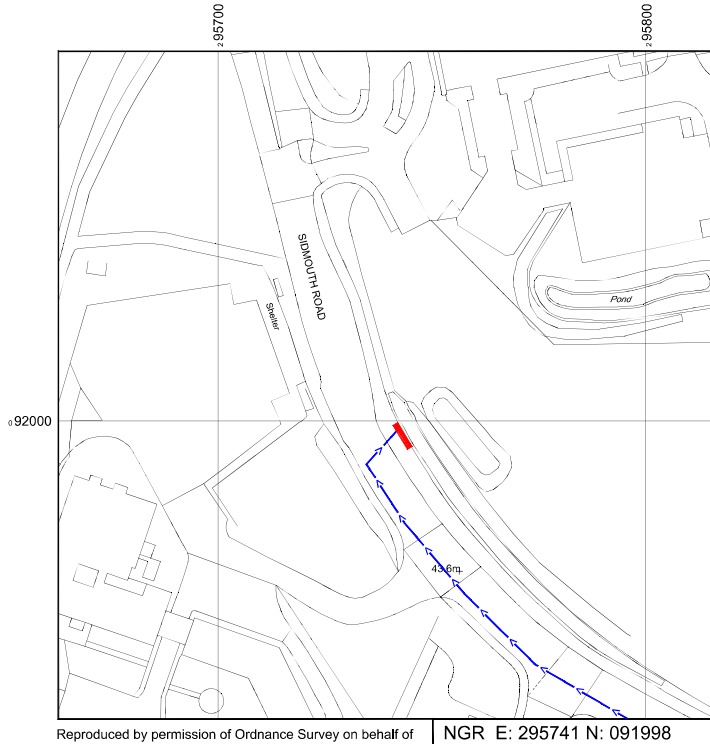 295700
295800
SIDMOUTH ROAD
Shelter
Pond
092000
43.6m
Reproduced by permission of Ordnance Survey on behalf of
NGR E: 295741 N: 091998